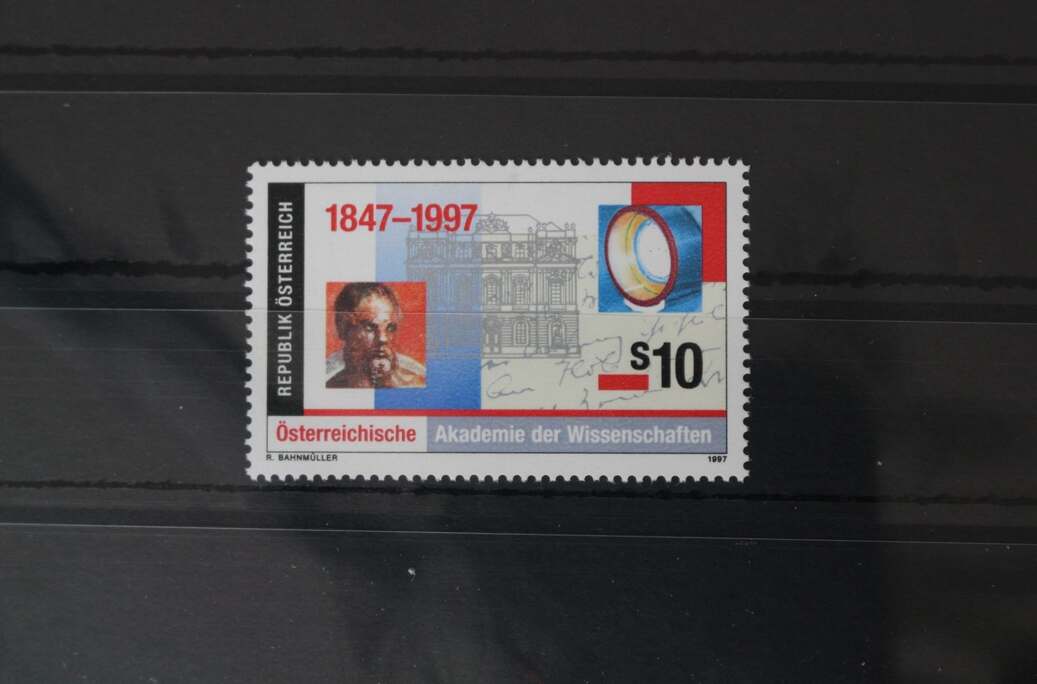 REPUBLIK ÖSTERREICH
1847–1997
S10
Österreichische Akademie der Wissenschaften
R. BAHNMÜLLER
1997